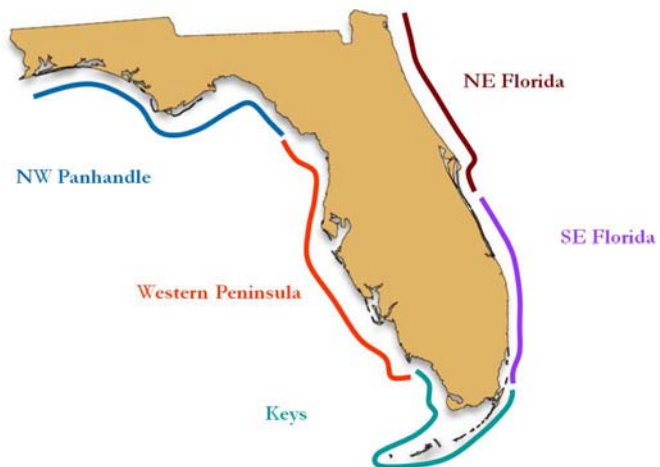 NE Florida
NW Panhandle
SE Florida
Western Peninsula
Keys